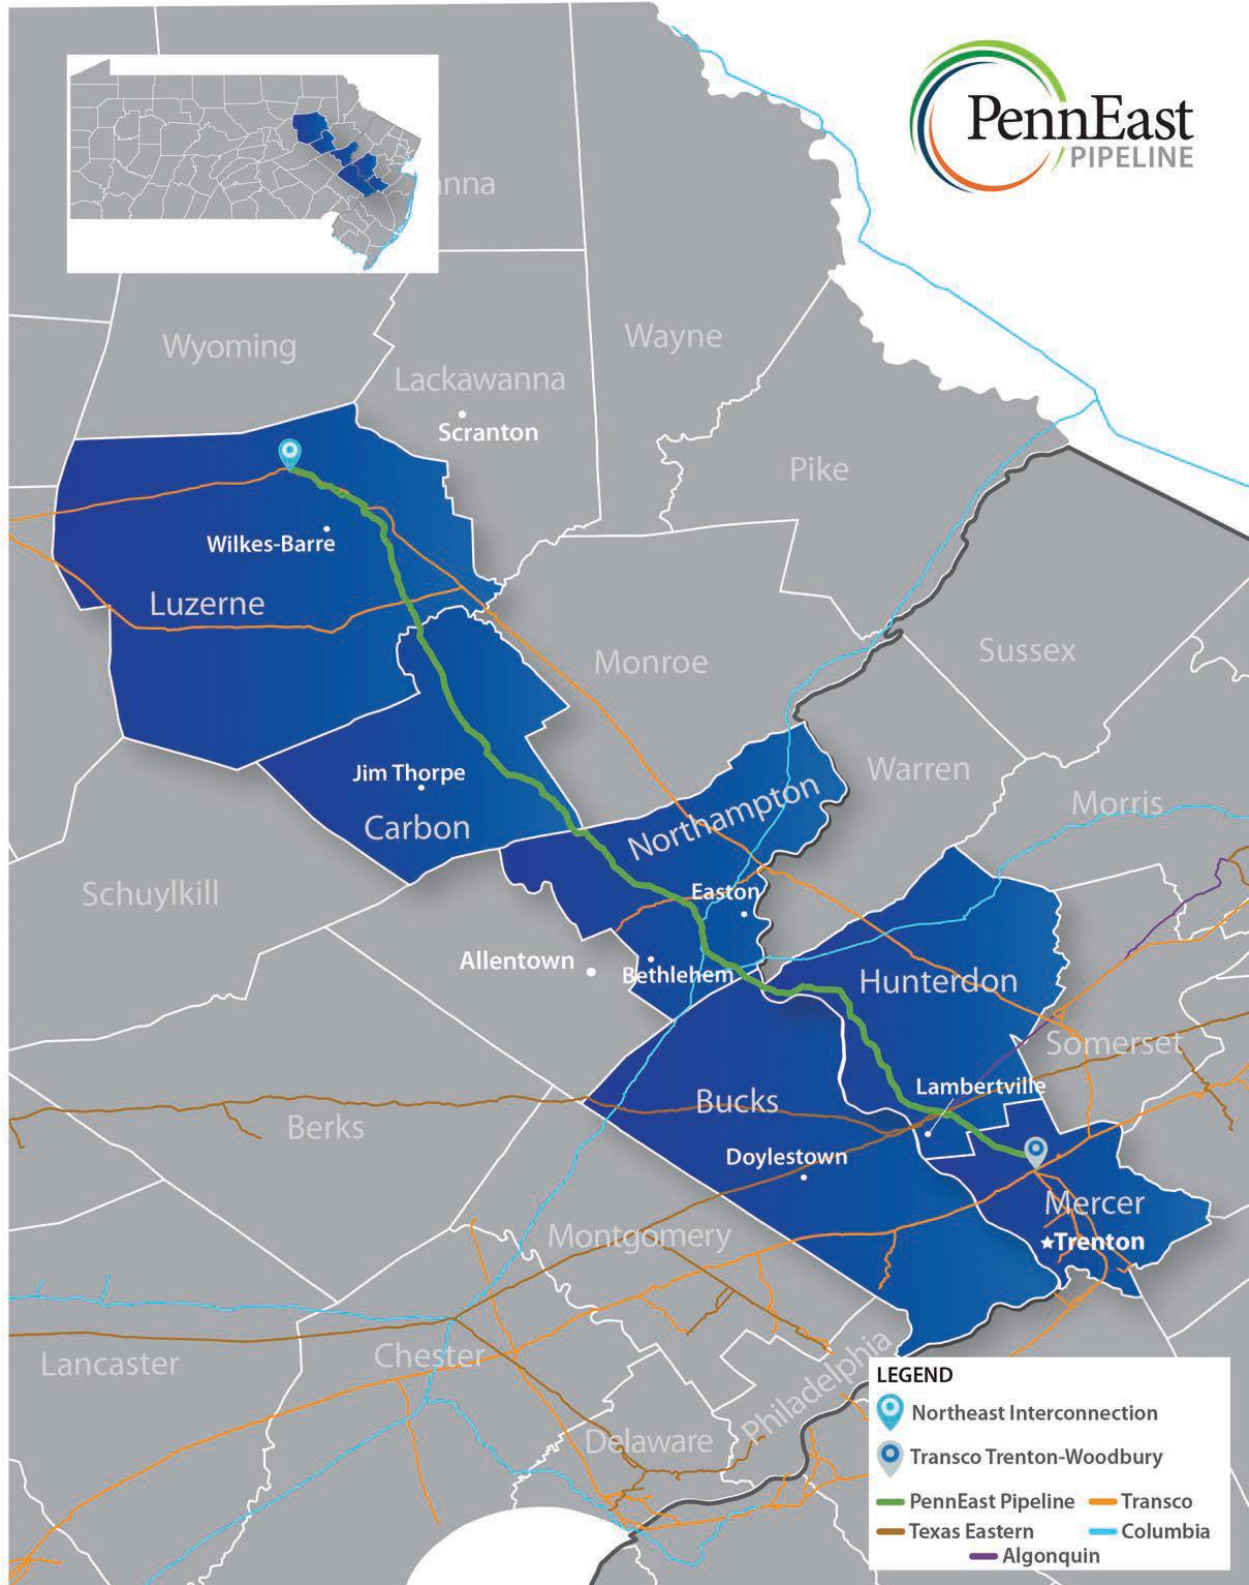 PennEast
PIPELINE
nna
Wyoming
Wayne
Lackawanna
Scranton
Pike
Wilkes-Barre
Luzerne
Monroe
Sussex
Jim Thorpe
Carbon
Northampton
Warren
Morris
Schuylkill
Easton
Allentown
Bethlehem
Hunterdon
Somerset
Lambertville
Bucks
Berks
Doylestown
Mercer
Trenton
Montgomery
Lancaster
Chester
Philadelphia
Delaware
LEGEND
Northeast Interconnection
Transco Trenton-Woodbury
PennEast Pipeline
Transco
Texas Eastern
Columbia
Algonquin